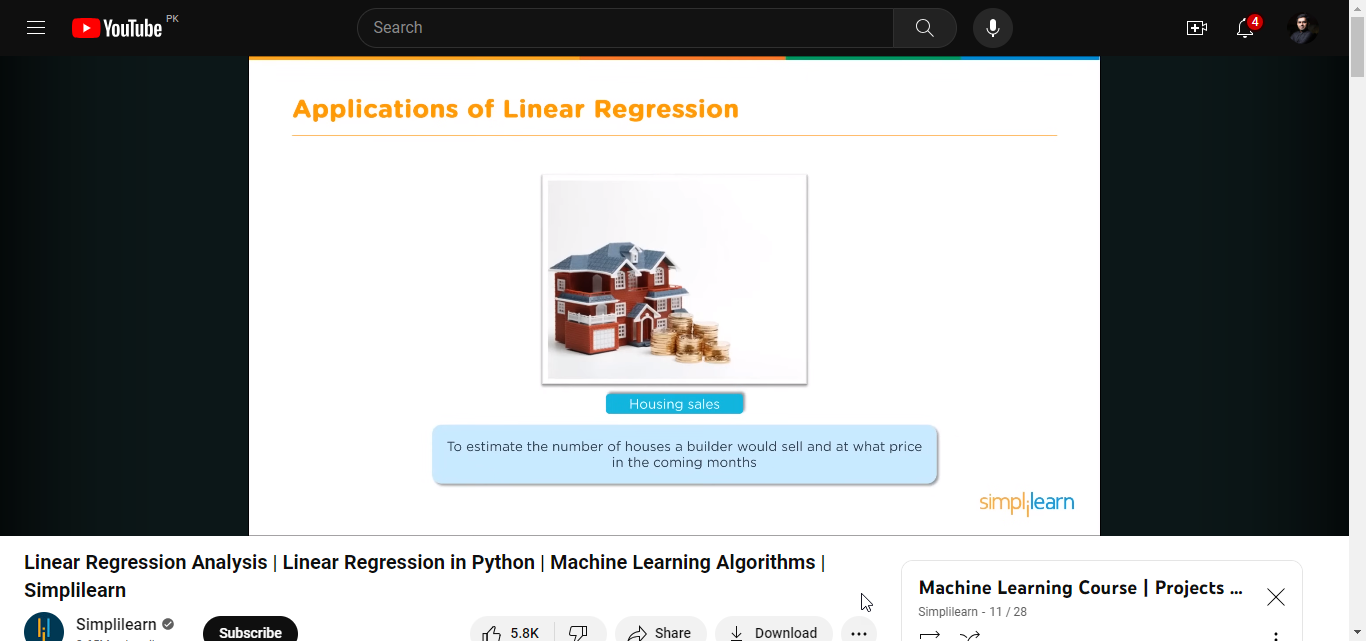 YouTube PK
Search
4
Applications of Linear Regression
Housing sales
To estimate the number of houses a builder would sell and at what price
in the coming months
simplilearn
Linear Regression Analysis | Linear Regression in Python | Machine Learning Algorithms |
Simplilearn
Machine Learning Course | Projects ...
Simplilearn - 11 / 28
Simplilearn
Subscribe
5.8K
Share
Download